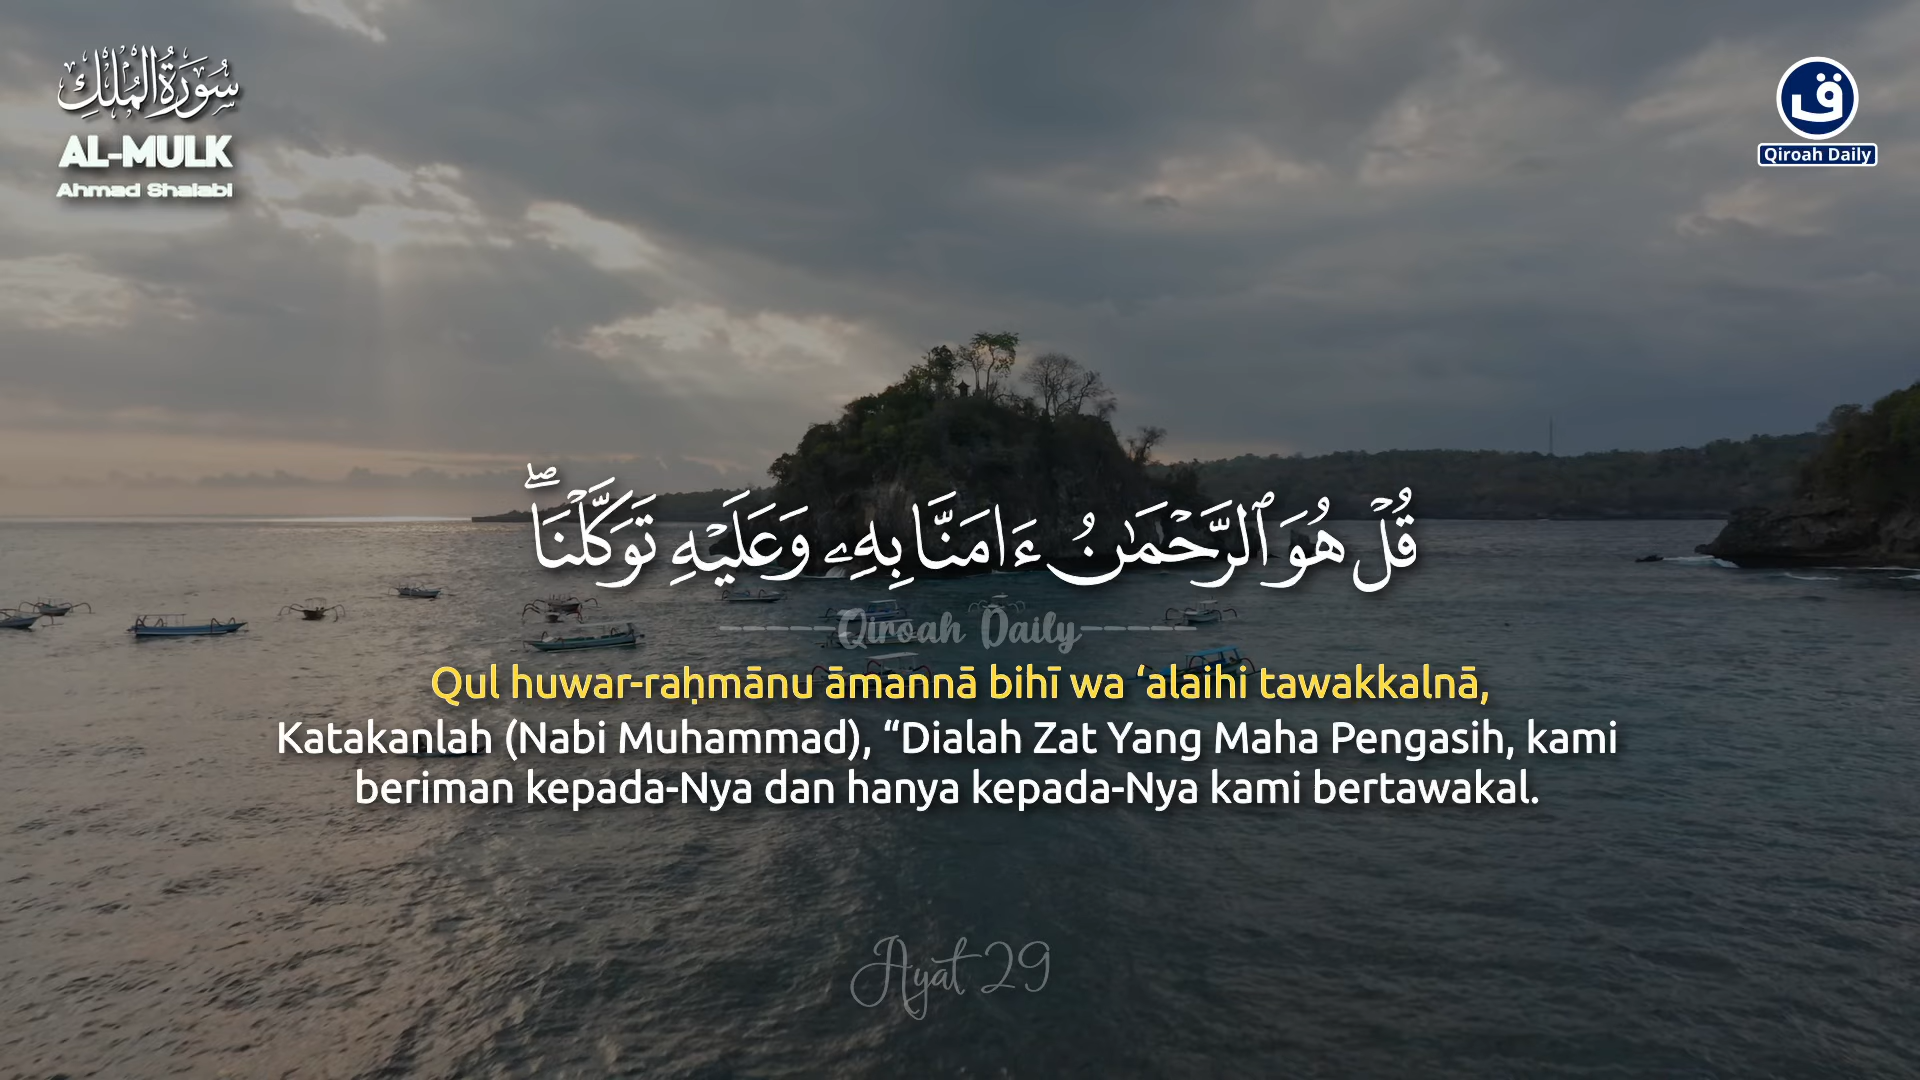 سُورَةُ الْمُلْكِ
AL-MULK
Ahmad Shalabi
ق
Qiroah Daily
قُلْ هُوَ ٱلرَّحْمَـٰنُ ءَامَنَّا بِهِۦ وَعَلَيْهِ تَوَكَّلْنَا ۖ
Qiroah Daily
Qul huwar-raḥmānu āmannā bihī wa ‘alaihi tawakkalnā,
Katakanlah (Nabi Muhammad), “Dialah Zat Yang Maha Pengasih, kami
beriman kepada-Nya dan hanya kepada-Nya kami bertawakal.
Ayat 29